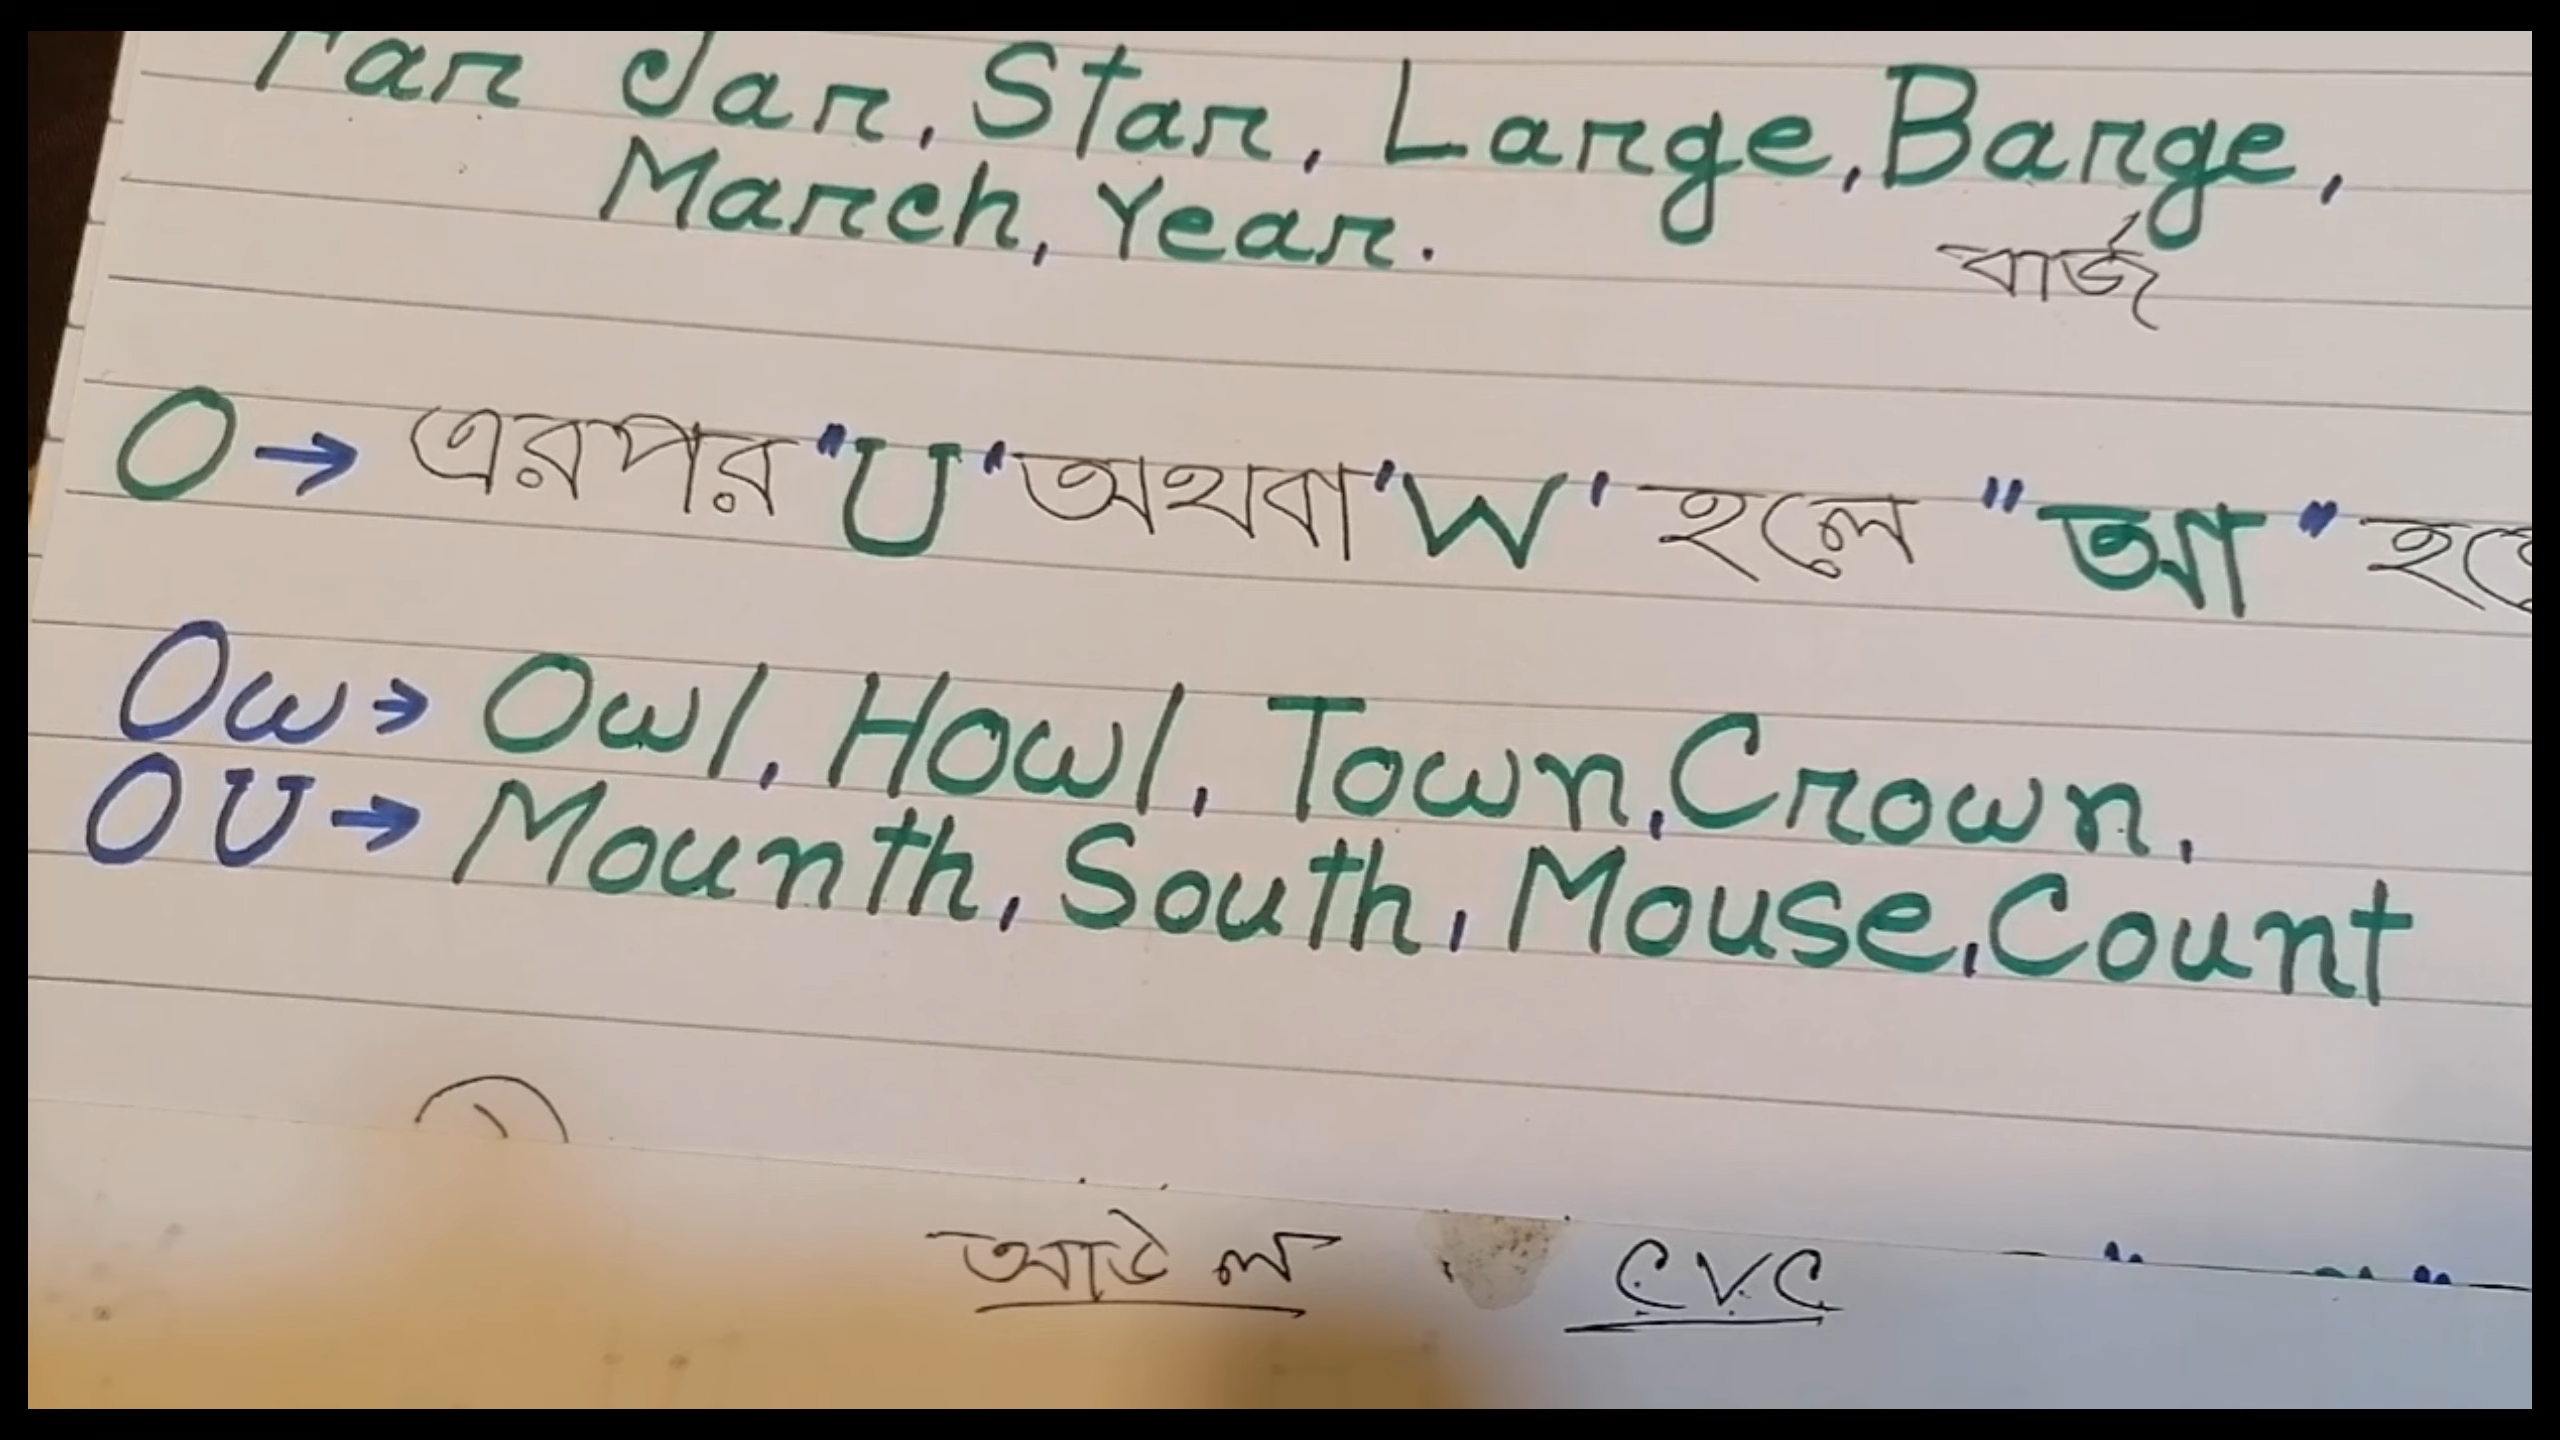 Far Jar, Star, Large, Barge,
March, Year.
বার্জ
O → এরপর "U" অথবা 'W' হলে "আ"
Ow → Owl, Howl, Town, Crown,
OU → Mounth, South, Mouse, Count
আউল CVC